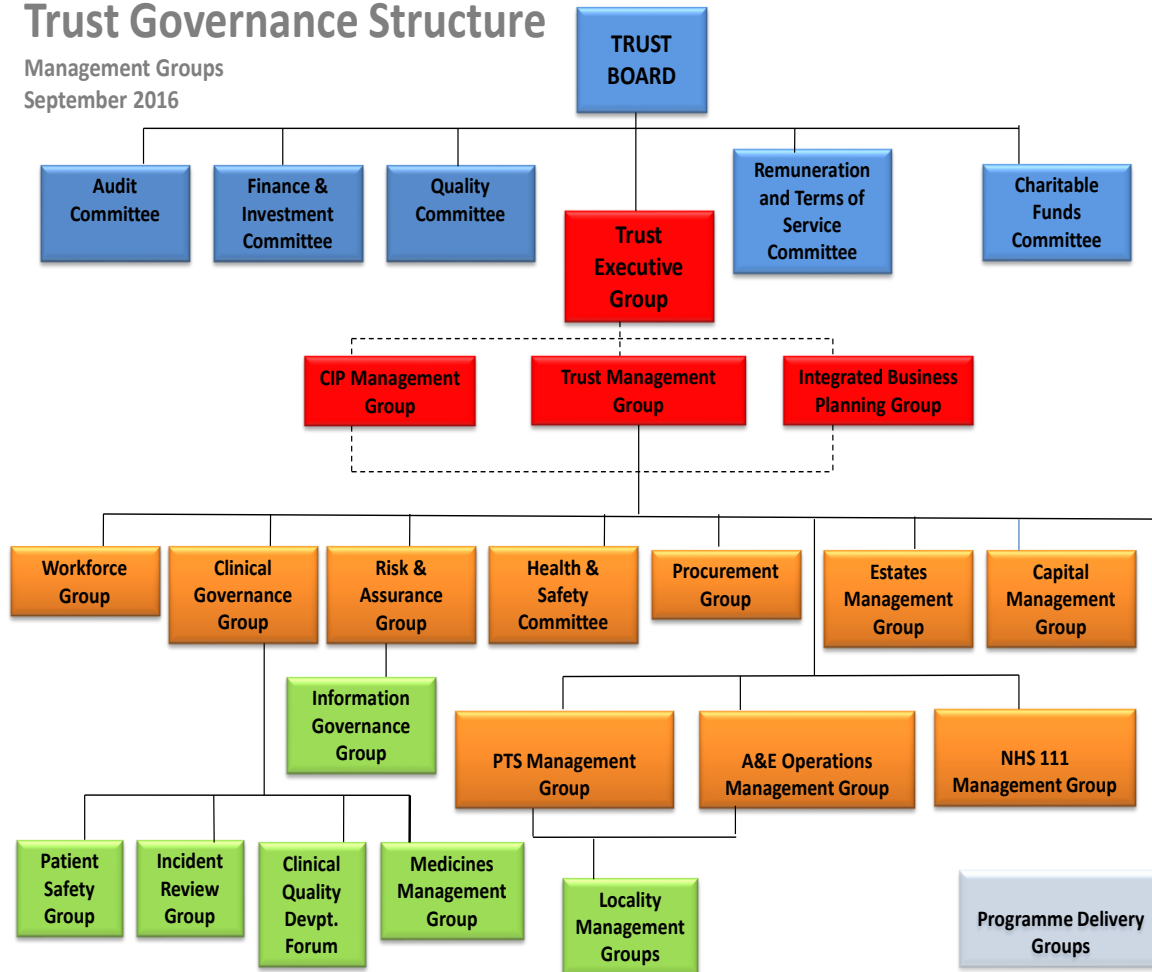 Trust Governance Structure
Management Groups
September 2016
TRUST
BOARD
Audit
Committee
Finance &
Investment
Committee
Quality
Committee
Trust
Executive
Group
Remuneration
and Terms of
Service
Committee
Charitable
Funds
Committee
CIP Management
Group
Trust Management
Group
Integrated Business
Planning Group
Workforce
Group
Clinical
Governance
Group
Risk &
Assurance
Group
Health &
Safety
Committee
Procurement
Group
Estates
Management
Group
Capital
Management
Group
Information
Governance
Group
PTS Management
Group
A&E Operations
Management Group
NHS 111
Management Group
Patient
Safety
Group
Incident
Review
Group
Clinical
Quality
Devpt.
Forum
Medicines
Management
Group
Locality
Management
Groups
Programme Delivery
Groups